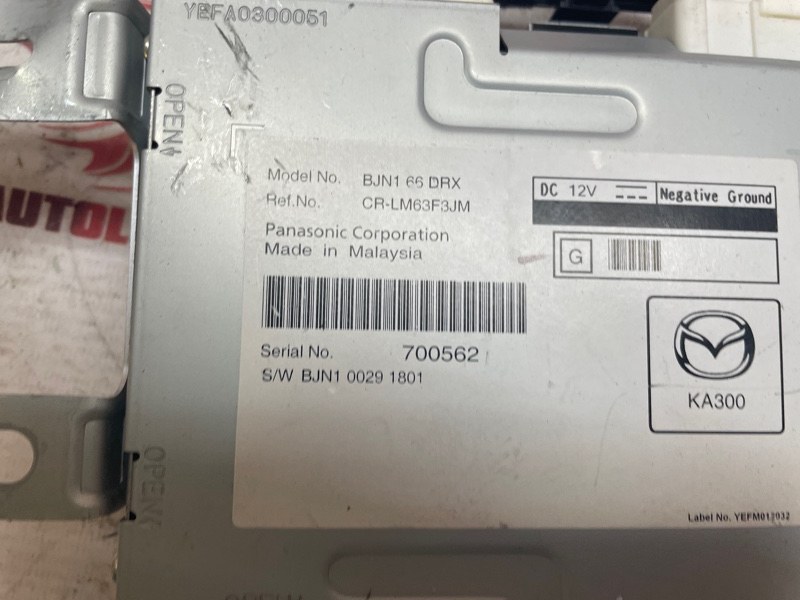 YEFA0300051
OPEN
Model No. BJN1 66 DRX
Ref.No. CR-LM63F3JM
Panasonic Corporation
Made in Malaysia
DC 12V Negative Ground
G
Serial No. 700562
S/W BJN1 0029 1801
KA300
AUTOL
OPEN
Label No. YEFM012032